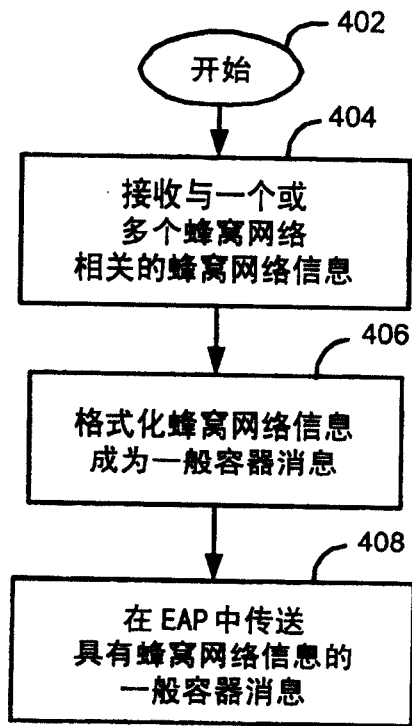 402
开始
404
接收与一个或
多个蜂窝网络
相关的蜂窝网络信息
406
格式化蜂窝网络信息
成为一般容器消息
408
在 EAP 中传送
具有蜂窝网络信息的
一般容器消息